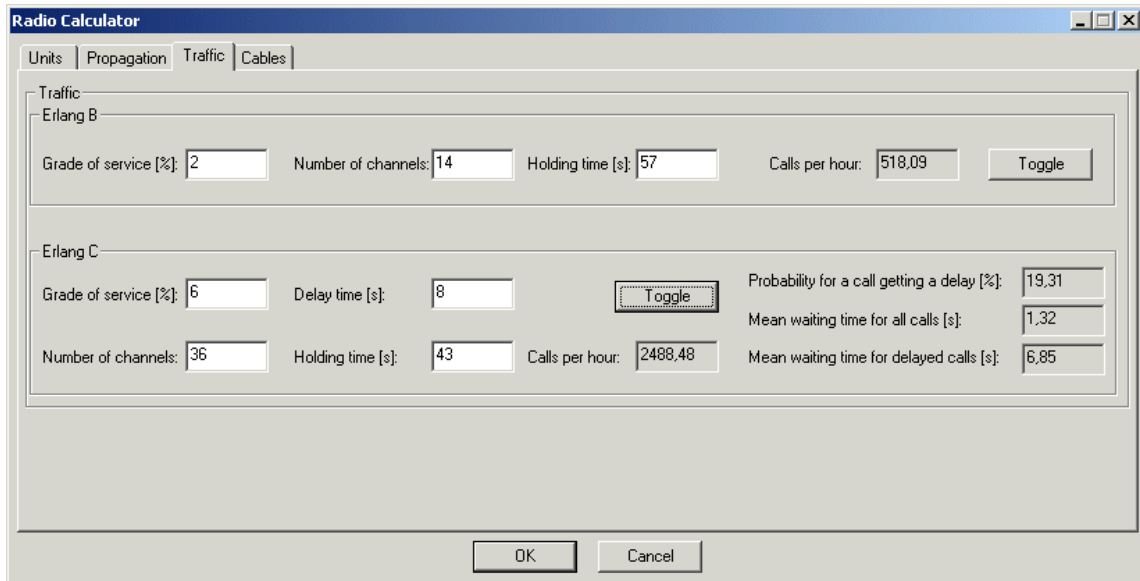 Radio Calculator
Units Propagation Traffic Cables
Traffic
Erlang B
Grade of service [%]: 2 Number of channels: 14 Holding time [s]: 57 Calls per hour: 518,09 Toggle
Erlang C
Grade of service [%]: 6 Delay time [s]: 8 Toggle Probability for a call getting a delay [%]: 19,31
Mean waiting time for all calls [s]: 1,32
Number of channels: 36 Holding time [s]: 43 Calls per hour: 2488,48 Mean waiting time for delayed calls [s]: 6,85
OK Cancel